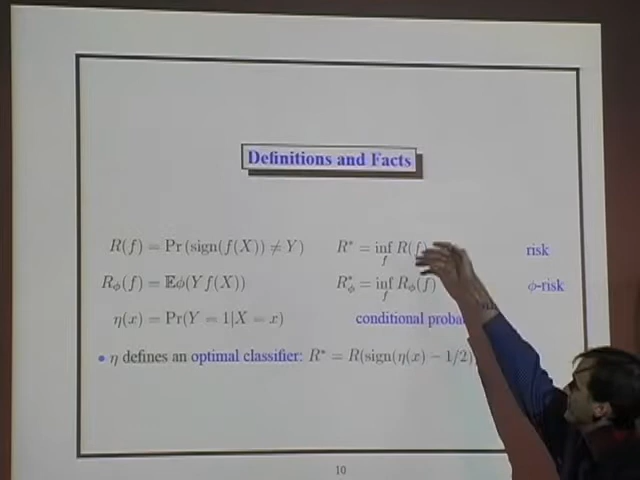 Definitions and Facts
R(f) = Pr(sign(f(X)) ≠ Y) R* = inf_f R(f) risk
R_ϕ(f) = 𝔼ϕ(Yf(X)) R*_ϕ = inf_f R_ϕ(f) ϕ-risk
η(x) = Pr(Y = 1|X = x) conditional
• η defines an optimal classifier: R* = R(sign(η(x) − 1/2)
10